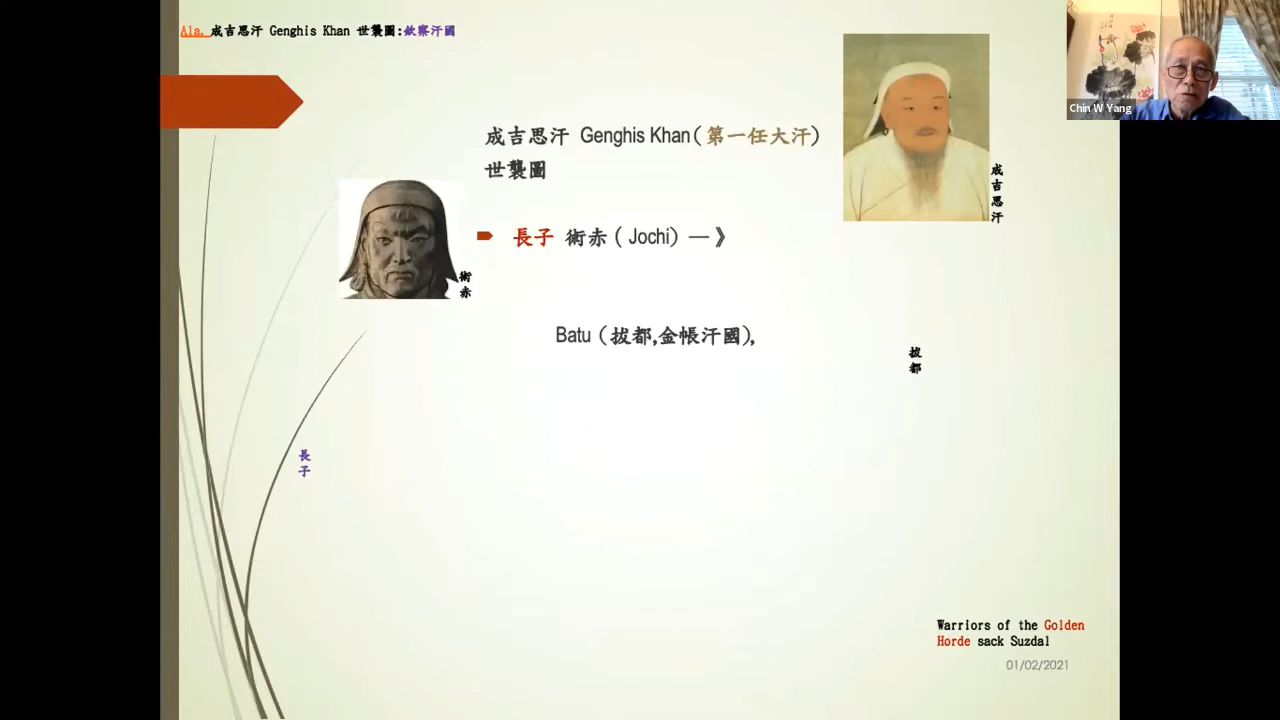 A1a. 成吉思汗 Genghis Khan 世襲圖:欽察汗國
Chin W Yang
成吉思汗 Genghis Khan(第一任大汗)
世襲圖
成吉思汗
長子 術赤 ( Jochi) — 》
術赤
Batu (拔都,金帳汗國),
拔都
長子
Warriors of the Golden
Horde sack Suzdal
01/02/2021